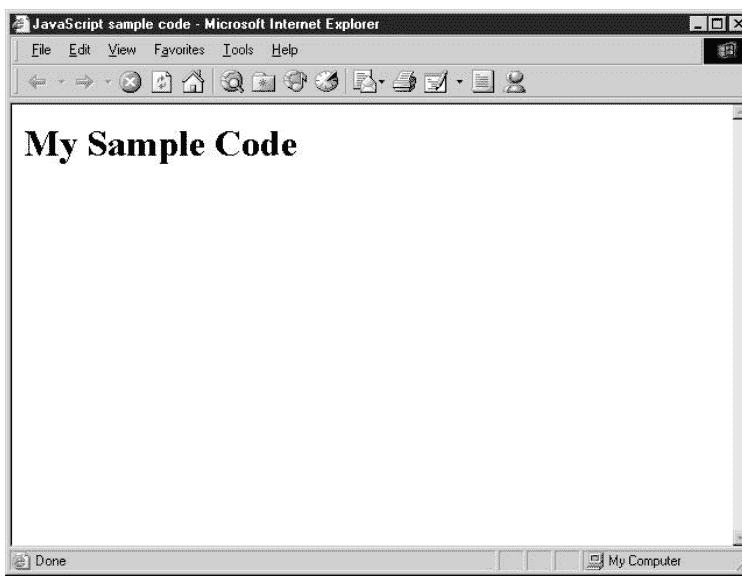 JavaScript sample code - Microsoft Internet Explorer
File Edit View Favorites Tools Help
My Sample Code
Done My Computer